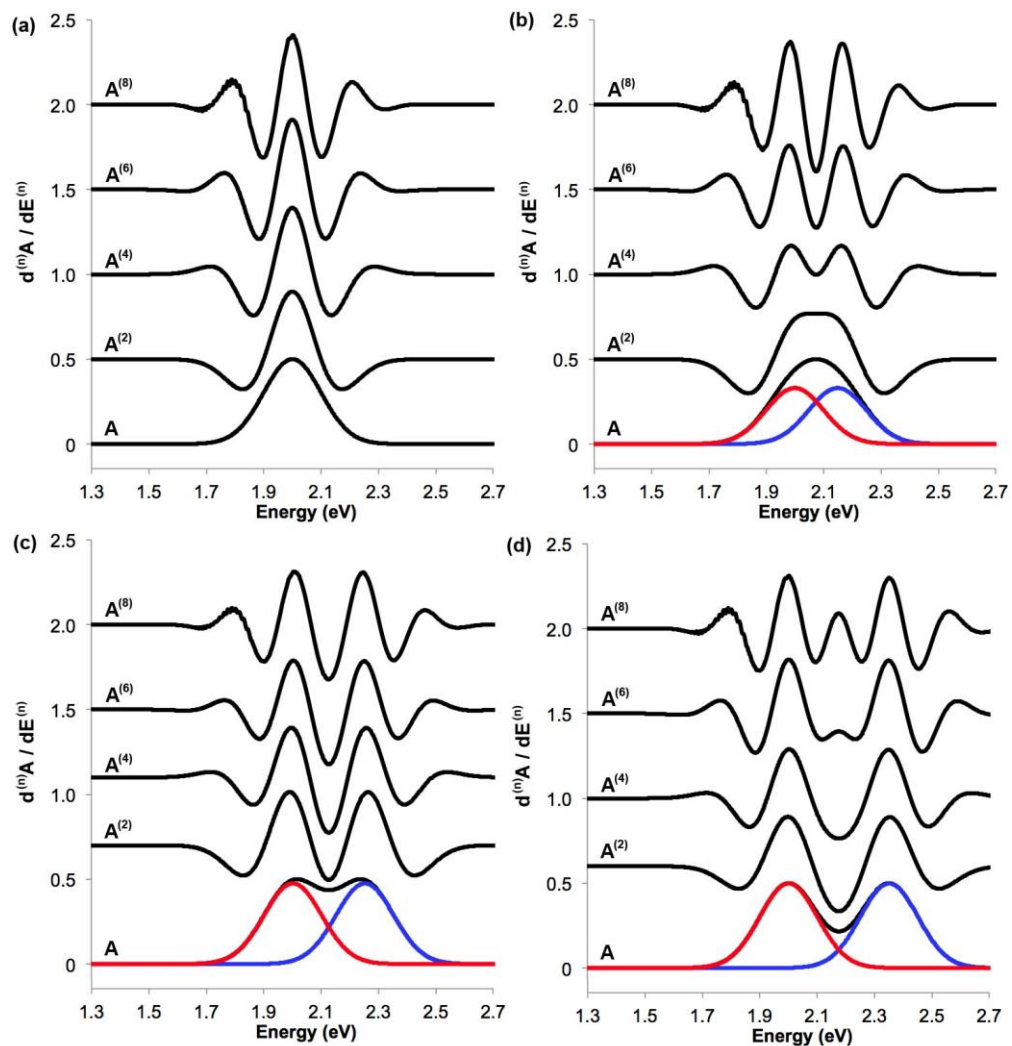 (a)
2.5
2.0
1.5
1.0
0.5
0
A(8)
A(6)
A(4)
A(2)
A
d(n)A / dE(n)
1.3 1.5 1.7 1.9 2.1 2.3 2.5 2.7
Energy (eV)
(b)
2.5
2.0
1.5
1.0
0.5
0
A(8)
A(6)
A(4)
A(2)
A
d(n)A / dE(n)
1.3 1.5 1.7 1.9 2.1 2.3 2.5 2.7
Energy (eV)
(c)
2.5
2.0
1.5
1.0
0.5
0
A(8)
A(6)
A(4)
A(2)
A
d(n)A / dE(n)
1.3 1.5 1.7 1.9 2.1 2.3 2.5 2.7
Energy (eV)
(d)
2.5
2.0
1.5
1.0
0.5
0
A(8)
A(6)
A(4)
A(2)
A
d(n)A / dE(n)
1.3 1.5 1.7 1.9 2.1 2.3 2.5 2.7
Energy (eV)